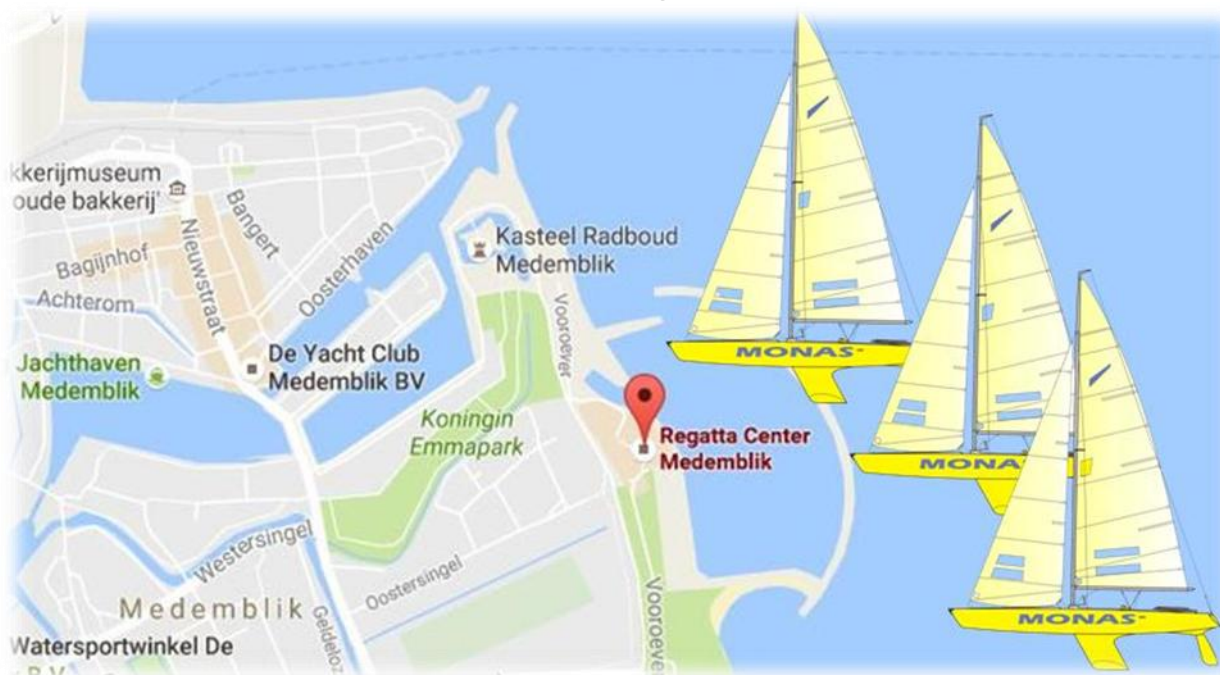 kkerijmuseum
oude bakkerij'
Nieuwstraat
Bangert
Oosterhaven
Bagijnhof
Achterom
Kasteel Radboud
Medemblik
Vooroever
Jachthaven
Medemblik
De Yacht Club
Medemblik BV
Koningin
Emmapark
Regatta Center
Medemblik
MONAS
MONAS
MONAS
Westersingel
Oostersingel
Medemblik
Geldeloz
Vooroever
Watersportwinkel De
B.V.